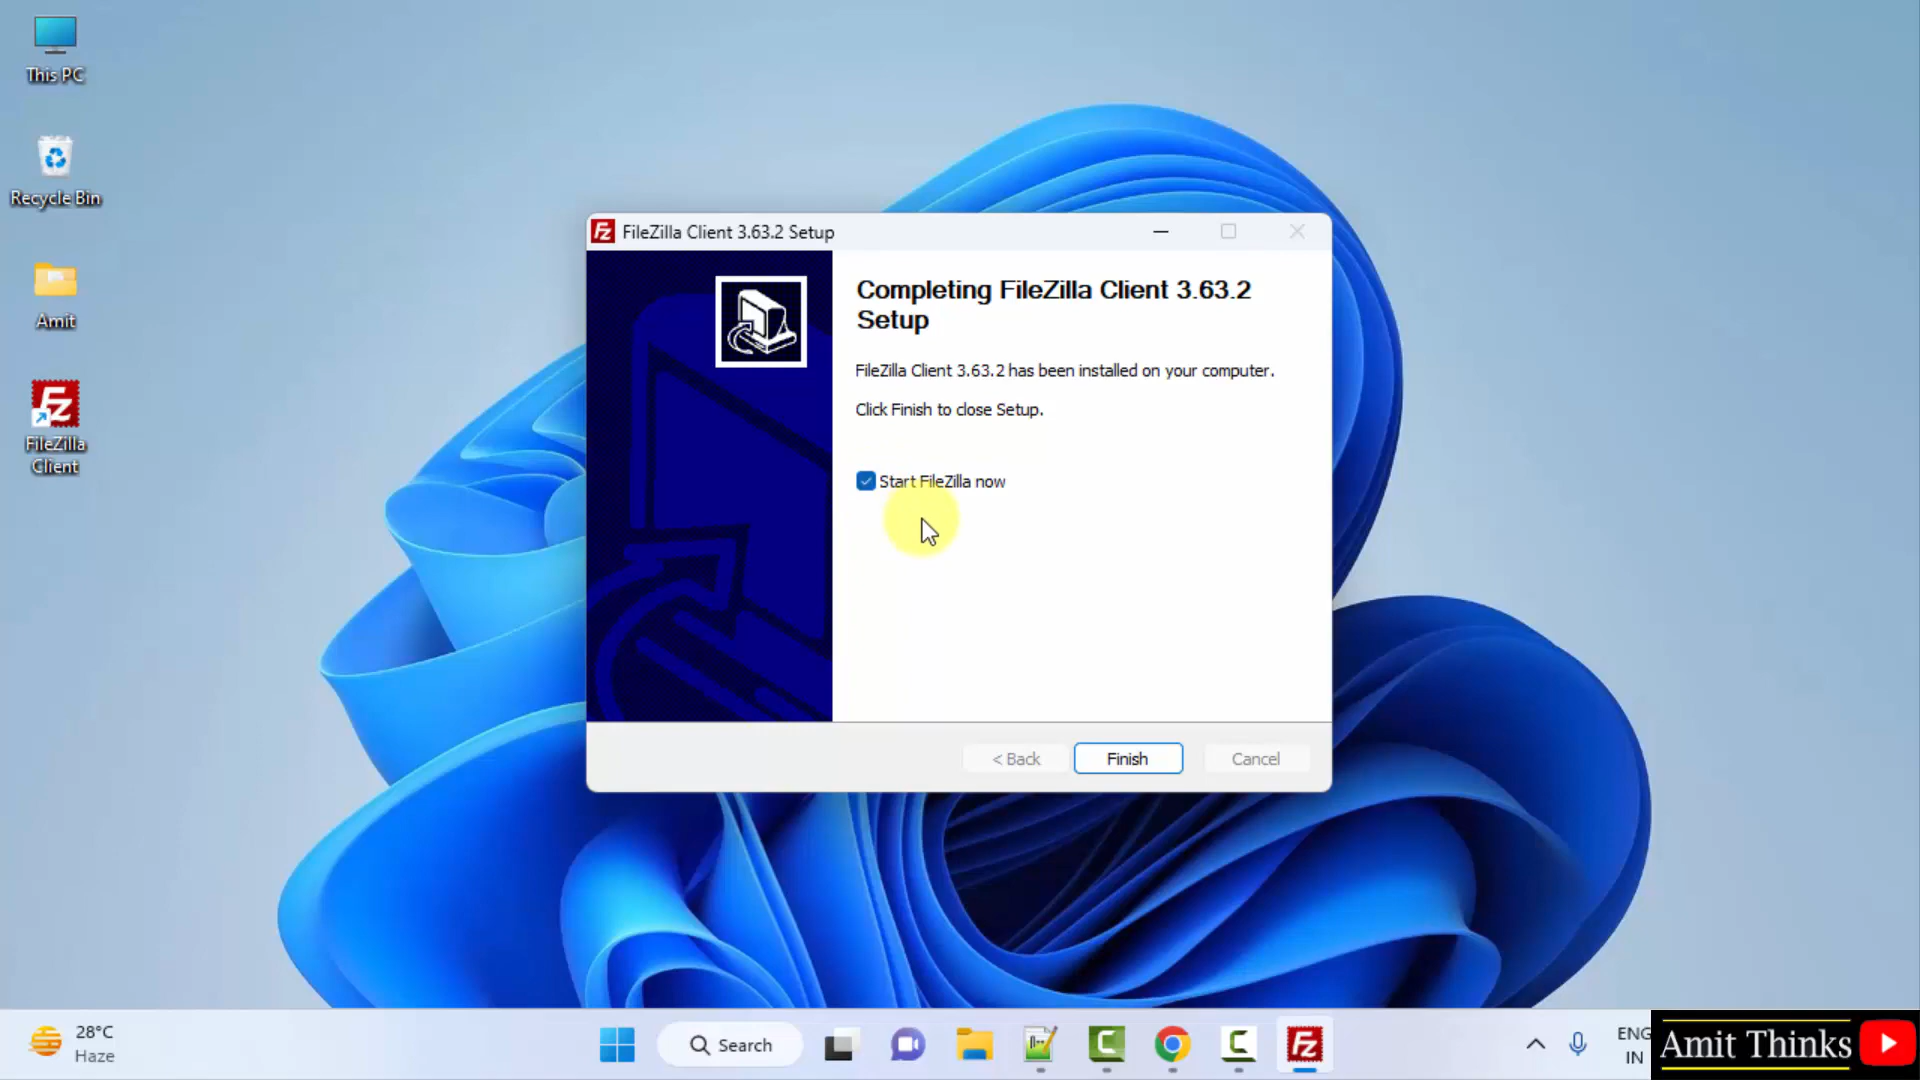 This PC
Recycle Bin
Amit
FileZilla
Client
FileZilla Client 3.63.2 Setup
Completing FileZilla Client 3.63.2
Setup
FileZilla Client 3.63.2 has been installed on your computer.
Click Finish to close Setup.
Start FileZilla now
< Back
Finish
Cancel
28°C
Haze
Search
ENG
IN
Amit Thinks